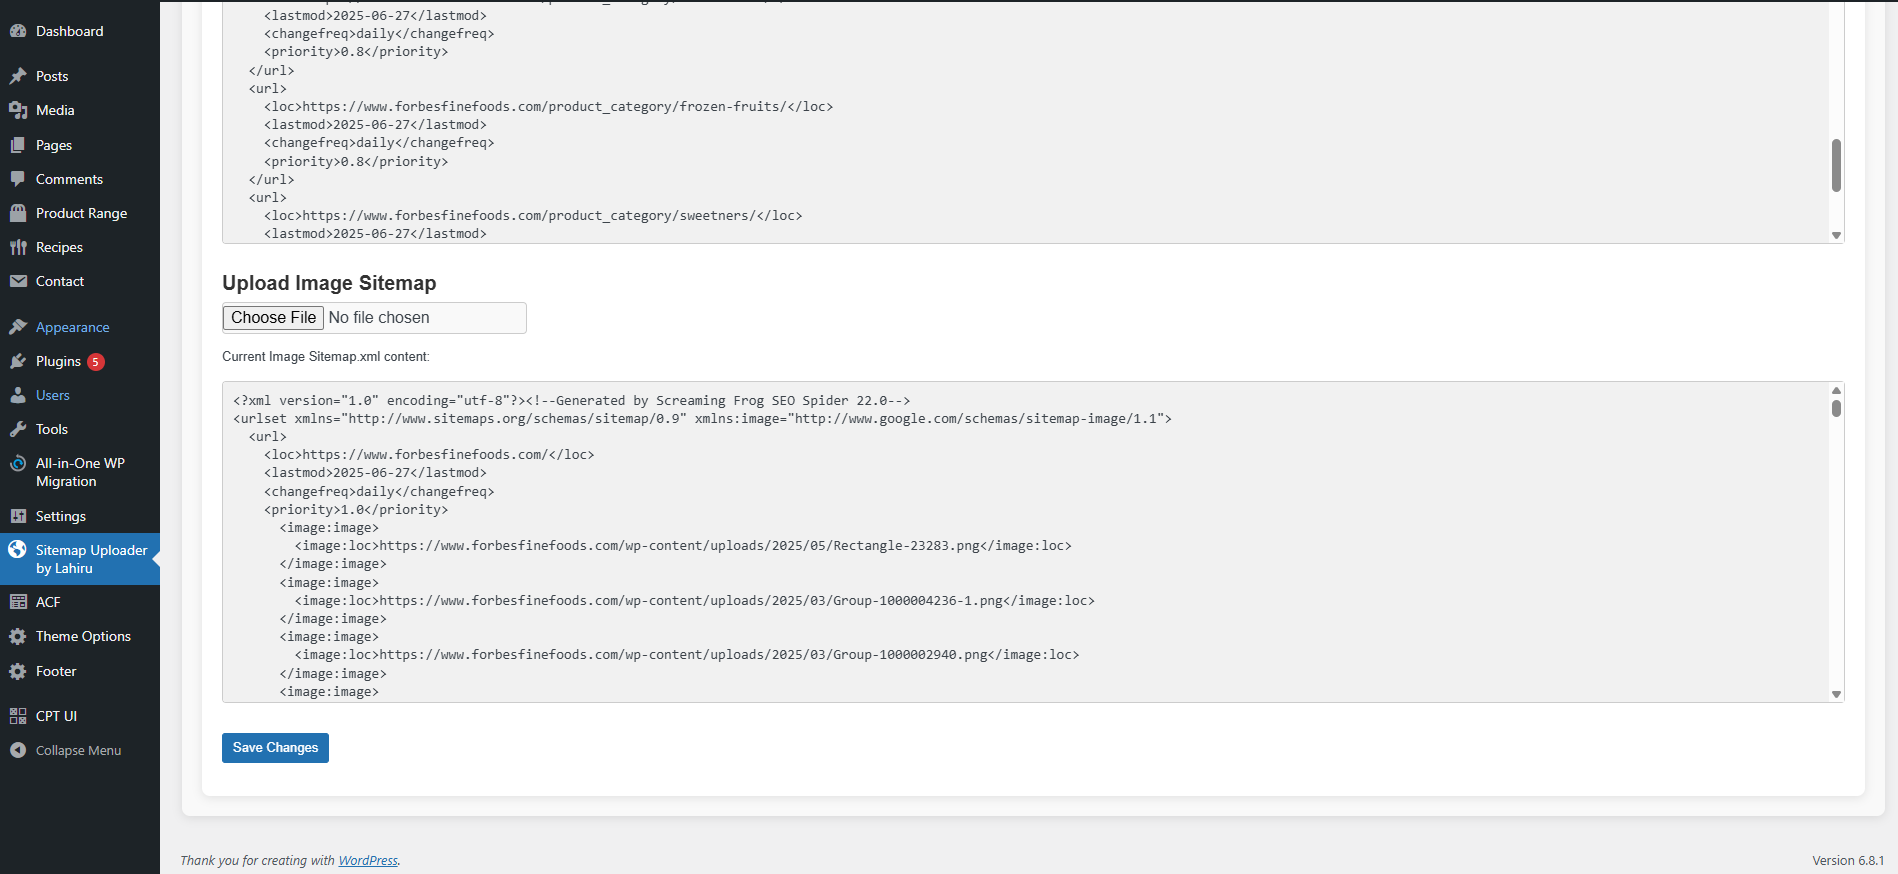 Dashboard
Posts
Media
Pages
Comments
Product Range
Recipes
Contact
Appearance
Plugins 5
Users
Tools
All-in-One WP
Migration
Settings
Sitemap Uploader
by Lahiru
ACF
Theme Options
Footer
CPT UI
Collapse Menu
<lastmod>2025-06-27</lastmod>
<changefreq>daily</changefreq>
<priority>0.8</priority>
</url>
<url>
<loc>https://www.forbesfinefoods.com/product_category/frozen-fruits/</loc>
<lastmod>2025-06-27</lastmod>
<changefreq>daily</changefreq>
<priority>0.8</priority>
</url>
<url>
<loc>https://www.forbesfinefoods.com/product_category/sweetners/</loc>
<lastmod>2025-06-27</lastmod>
Upload Image Sitemap
Choose File No file chosen
Current Image Sitemap.xml content:
<?xml version="1.0" encoding="utf-8"?><!--Generated by Screaming Frog SEO Spider 22.0-->
<urlset xmlns="http://www.sitemaps.org/schemas/sitemap/0.9" xmlns:image="http://www.google.com/schemas/sitemap-image/1.1">
<url>
<loc>https://www.forbesfinefoods.com/</loc>
<lastmod>2025-06-27</lastmod>
<changefreq>daily</changefreq>
<priority>1.0</priority>
<image:image>
<image:loc>https://www.forbesfinefoods.com/wp-content/uploads/2025/05/Rectangle-23283.png</image:loc>
</image:image>
<image:image>
<image:loc>https://www.forbesfinefoods.com/wp-content/uploads/2025/03/Group-1000004236-1.png</image:loc>
</image:image>
<image:image>
<image:loc>https://www.forbesfinefoods.com/wp-content/uploads/2025/03/Group-1000002940.png</image:loc>
</image:image>
<image:image>
Save Changes
Thank you for creating with WordPress.
Version 6.8.1